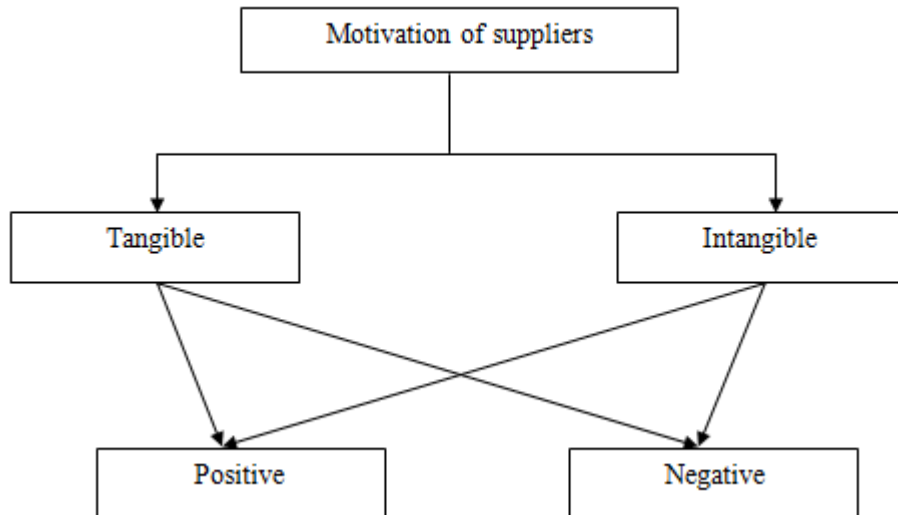 Motivation of suppliers
Tangible
Intangible
Positive
Negative